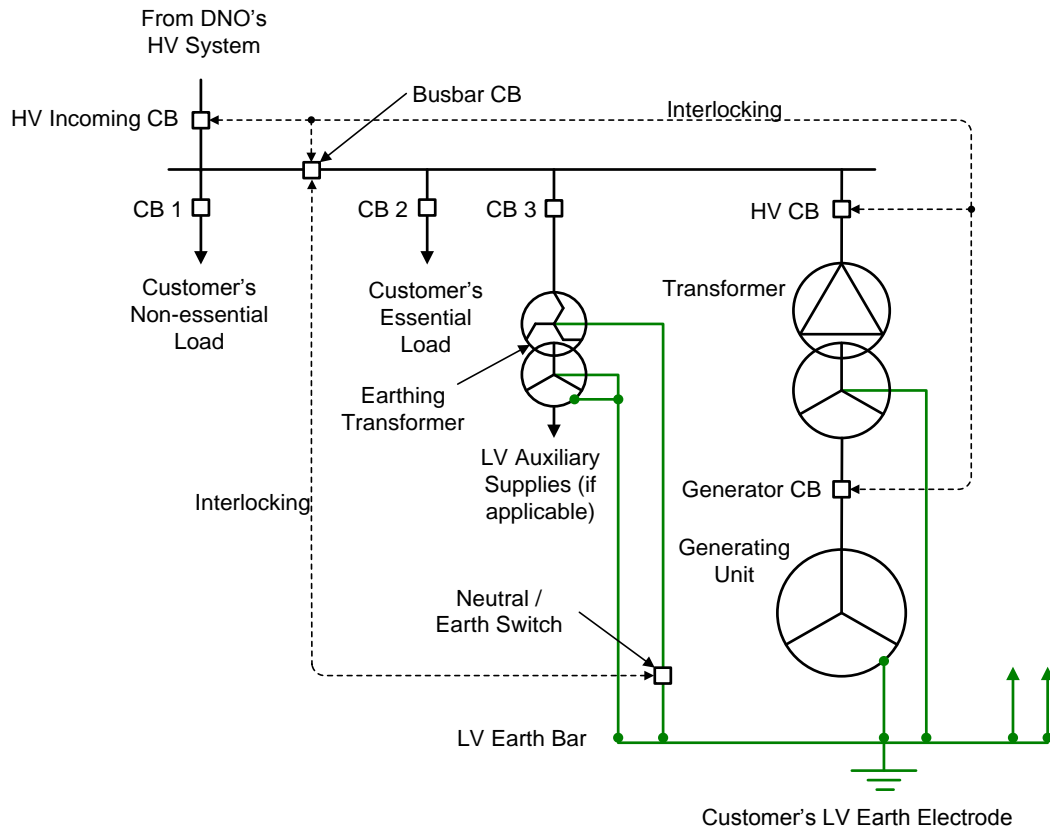 From DNO's
HV System
Busbar CB
HV Incoming CB
Interlocking
CB 1
CB 2
CB 3
HV CB
Customer's
Non-essential
Load
Customer's
Essential
Load
Transformer
Earthing
Transformer
LV Auxiliary
Supplies (if
applicable)
Generator CB
Interlocking
Generating
Unit
Neutral /
Earth Switch
LV Earth Bar
Customer's LV Earth Electrode